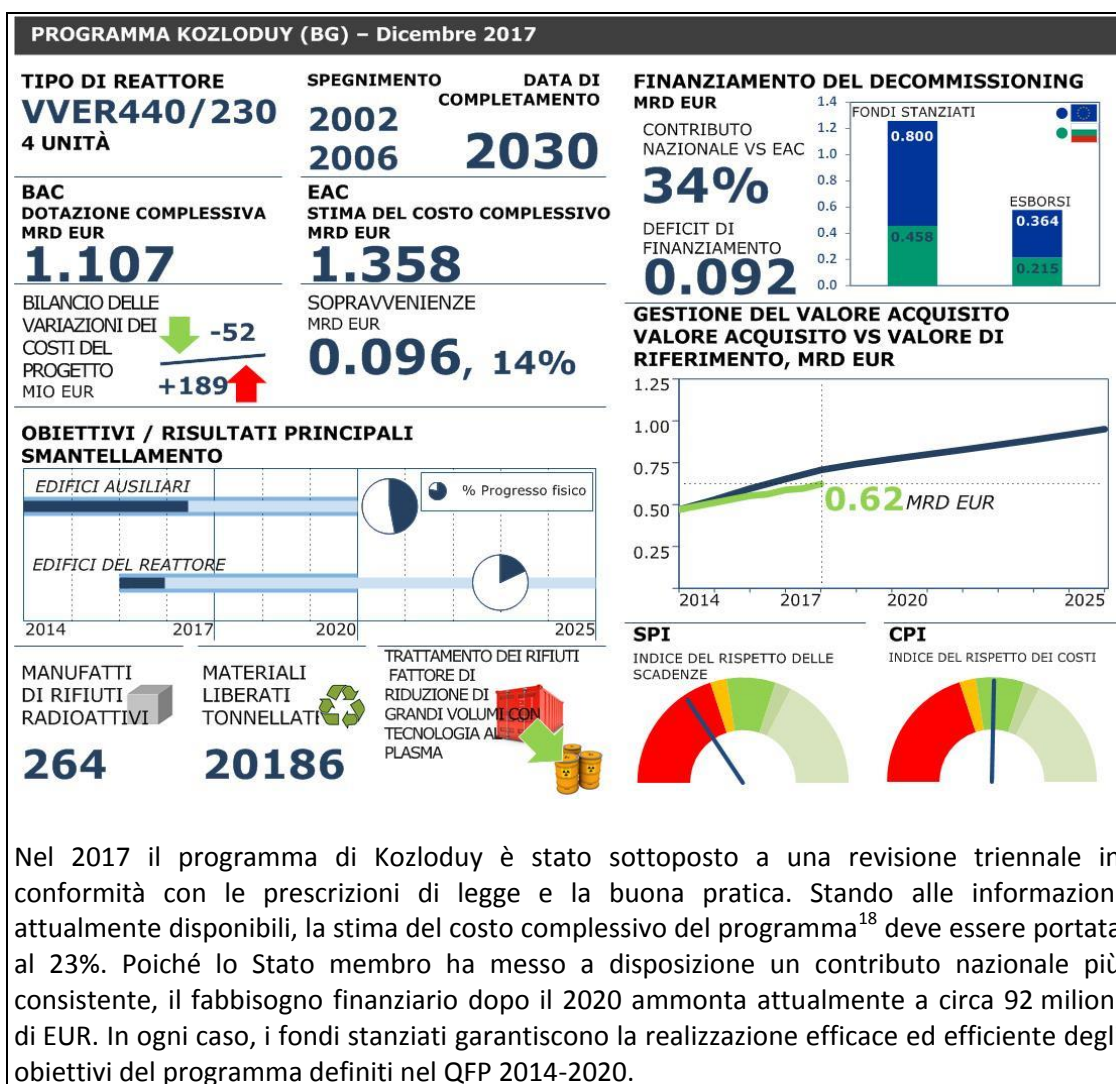 PROGRAMMA KOZLODUY (BG) – Dicembre 2017
TIPO DI REATTORE
VVER440/230
4 UNITÀ
SPEGNIMENTO
2002
2006
DATA DI
COMPLETAMENTO
2030
BAC
DOTAZIONE COMPLESSIVA
MRD EUR
1.107
EAC
STIMA DEL COSTO COMPLESSIVO
MRD EUR
1.358
BILANCIO DELLE
VARIAZIONI DEI
COSTI DEL
PROGETTO
MIO EUR
-52
+189
SOPRAVVENIENZE
MRD EUR
0.096, 14%
FINANZIAMENTO DEL DECOMMISSIONING
MRD EUR
CONTRIBUTO
NAZIONALE VS EAC
34%
DEFICIT DI
FINANZIAMENTO
0.092
1.4
1.2
1.0
0.8
0.6
0.4
0.2
0.0
FONDI STANZIATI
0.800
0.458
ESBORSI
0.364
0.215
OBIETTIVI / RISULTATI PRINCIPALI
SMANTELLAMENTO
EDIFICI AUSILIARI
% Progresso fisico
EDIFICI DEL REATTORE
2014 2017 2020 2025
GESTIONE DEL VALORE ACQUISITO
VALORE ACQUISITO VS VALORE DI
RIFERIMENTO, MRD EUR
1.25
1.00
0.75
0.50
0.25
0.62 MRD EUR
2014 2017 2020 2025
MANUFATTI
DI RIFIUTI
RADIOATTIVI
264
MATERIALI
LIBERATI
TONNELLATE
20186
TRATTAMENTO DEI RIFIUTI
FATTORE DI
RIDUZIONE DI
GRANDI VOLUMI CON
TECNOLOGIA AL
PLASMA
SPI
INDICE DEL RISPETTO DELLE
SCADENZE
CPI
INDICE DEL RISPETTO DEI COSTI
Nel 2017 il programma di Kozloduy è stato sottoposto a una revisione triennale in
conformità con le prescrizioni di legge e la buona pratica. Stando alle informazion
attualmente disponibili, la stima del costo complessivo del programma18 deve essere portata
al 23%. Poiché lo Stato membro ha messo a disposizione un contributo nazionale più
consistente, il fabbisogno finanziario dopo il 2020 ammonta attualmente a circa 92 milion
di EUR. In ogni caso, i fondi stanziati garantiscono la realizzazione efficace ed efficiente degl
obiettivi del programma definiti nel QFP 2014-2020.